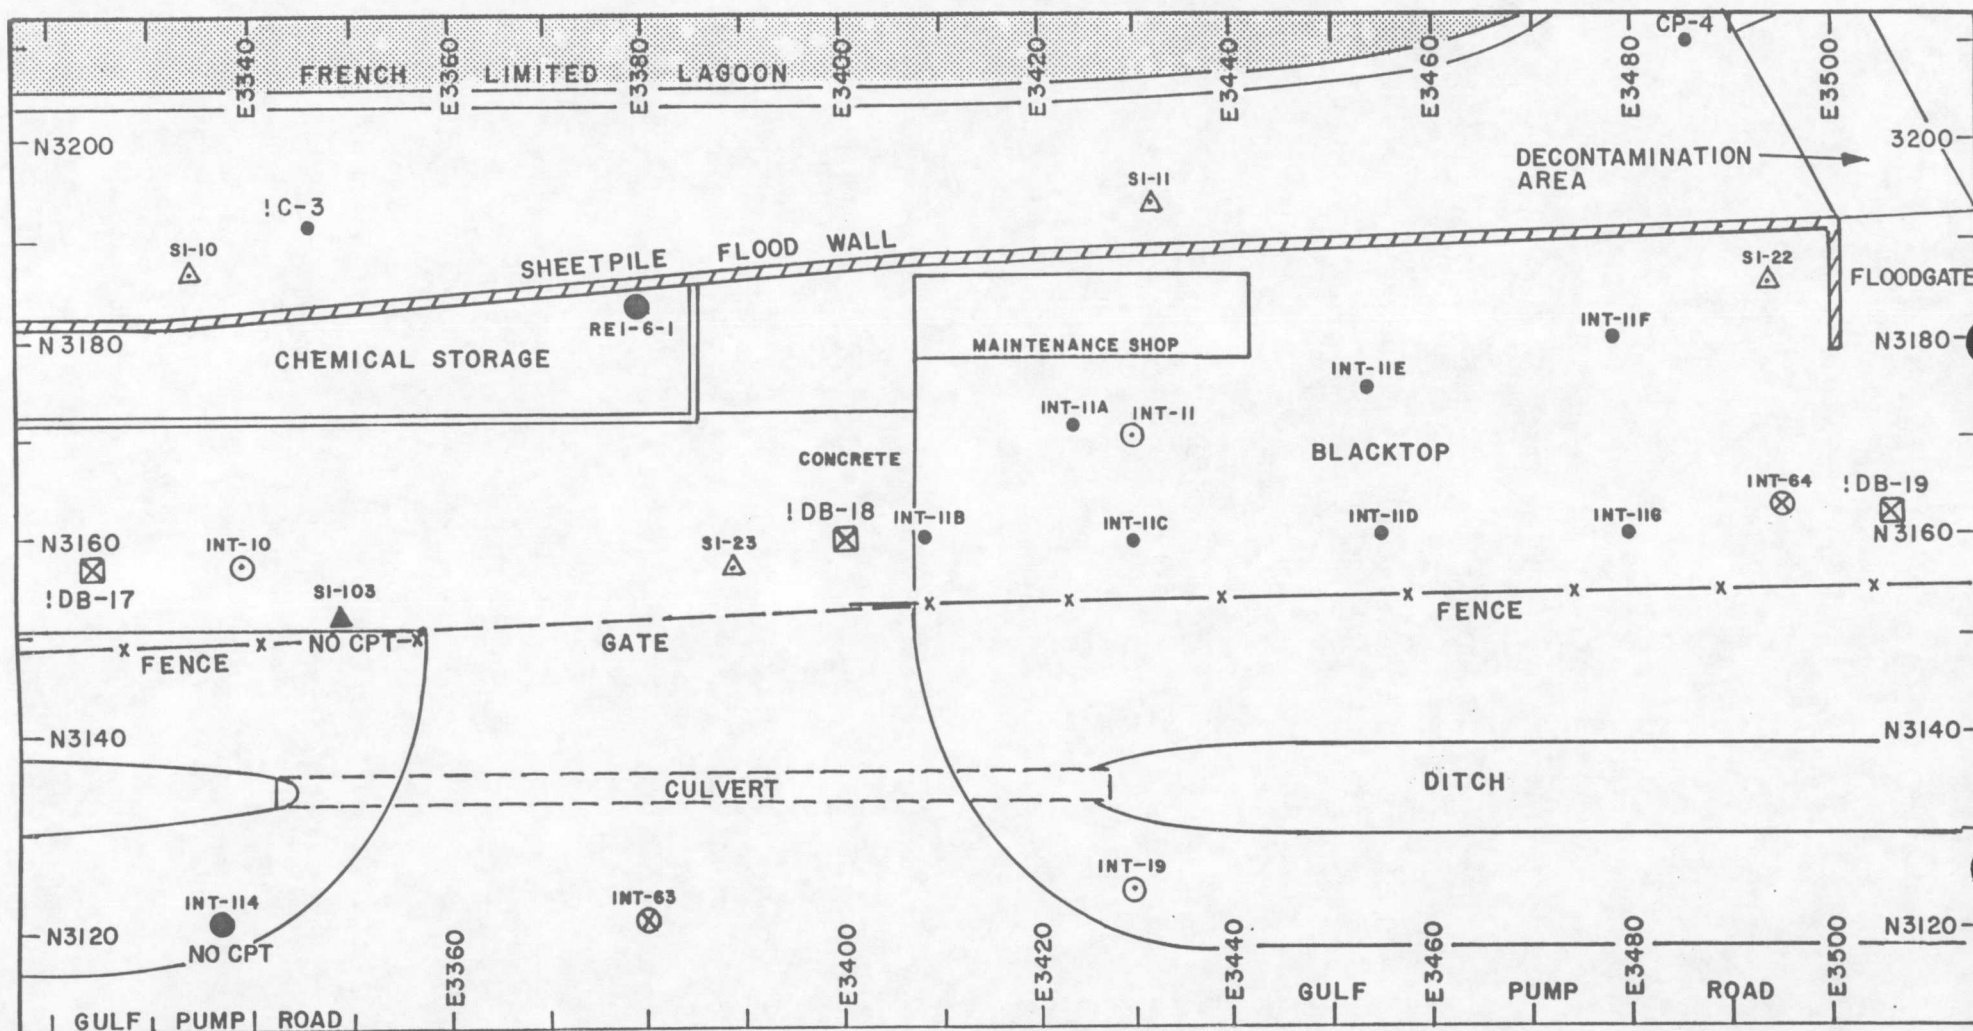 CP-4
E3340
E3360
E3380
E3400
E3420
E3440
E3460
E3480
E3500
FRENCH LIMITED LAGOON
N3200
3200
DECONTAMINATION
AREA
SI-11
!C-3
SI-10
SHEETPILE FLOOD WALL
SI-22
FLOODGATE
RE1-6-1
INT-11F
N3180
CHEMICAL STORAGE
MAINTENANCE SHOP
N3180
INT-11E
INT-11A
INT-11
CONCRETE
BLACKTOP
INT-64
!DB-19
!DB-18
INT-11B
INT-11C
INT-11D
INT-11G
N3160
INT-10
SI-23
N3160
!DB-17
SI-103
FENCE
NO CPT
GATE
FENCE
N3140
N3140
CULVERT
DITCH
INT-19
INT-114
INT-63
N3120
NO CPT
N3120
E3360
E3400
E3420
E3440
E3460
E3480
E3500
GULF PUMP ROAD
GULF PUMP ROAD